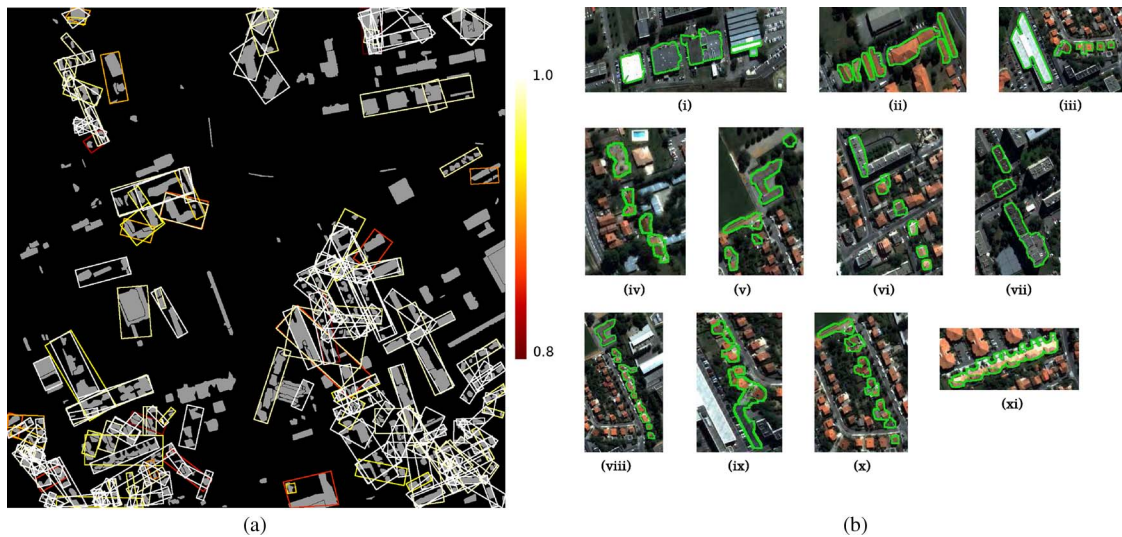 1.0
0.8
(i)
(ii)
(iii)
(iv)
(v)
(vi)
(vii)
(viii)
(ix)
(x)
(xi)
(a)
(b)